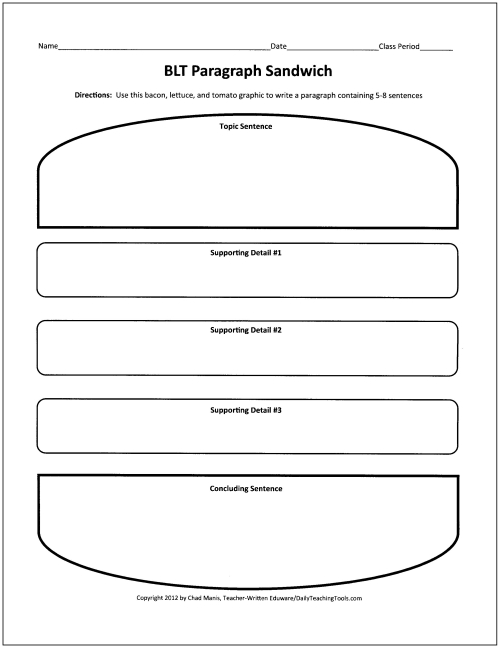 Name_____________________________________________Date____________________Class Period_______
BLT Paragraph Sandwich
Directions: Use this bacon, lettuce, and tomato graphic to write a paragraph containing 5-8 sentences
Topic Sentence
Supporting Detail #1
Supporting Detail #2
Supporting Detail #3
Concluding Sentence
Copyright 2012 by Chad Manis, Teacher-Written Eduware/DailyTeachingTools.com